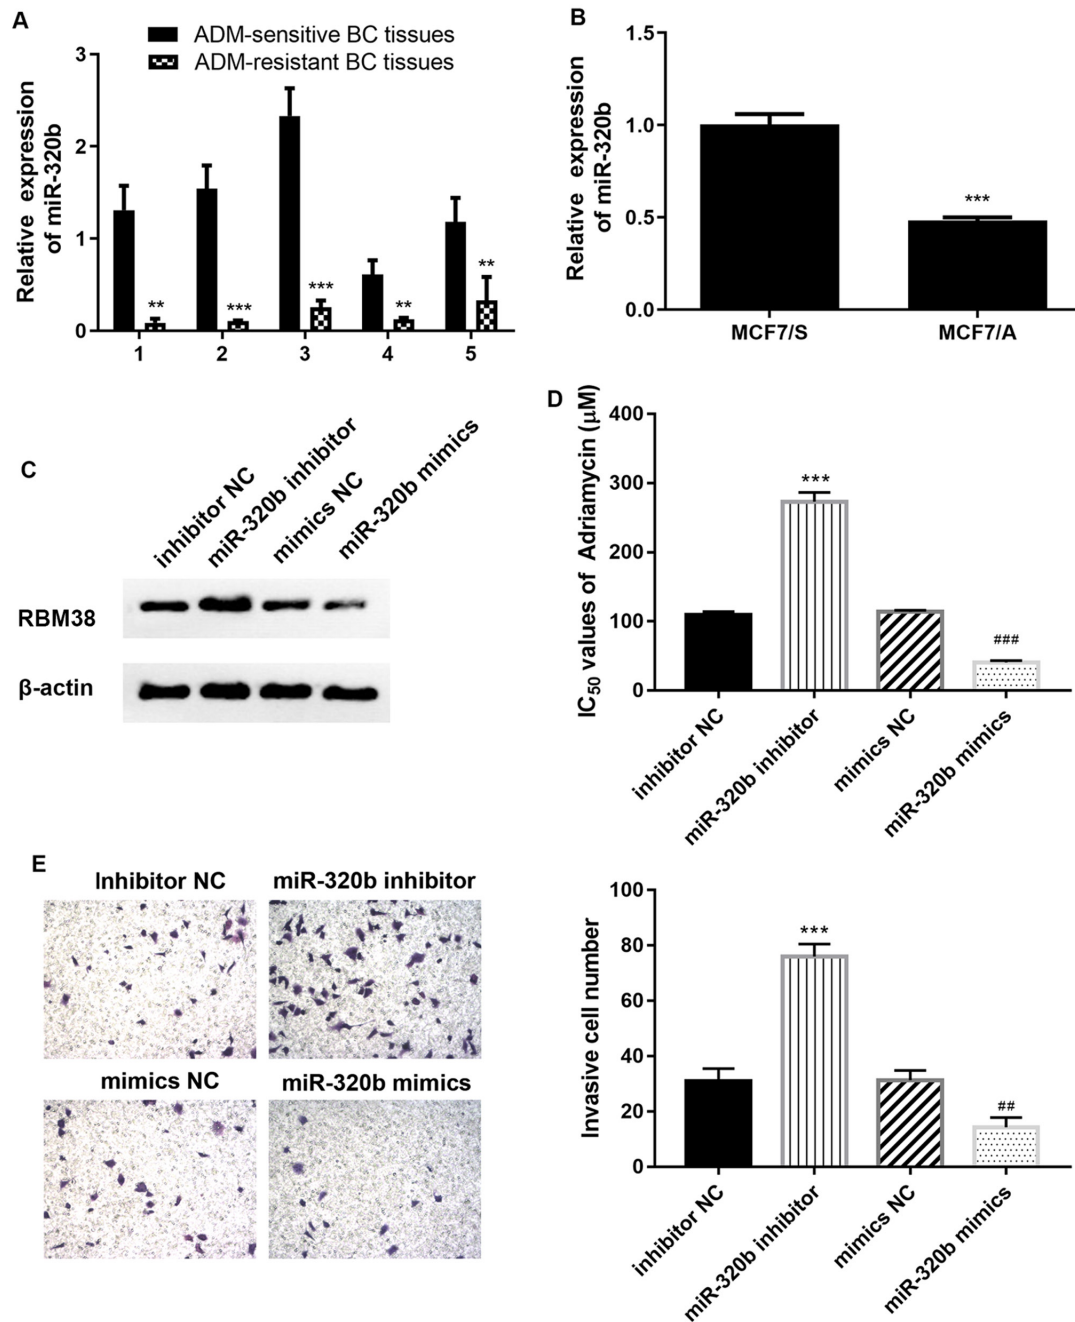 A
ADM-sensitive BC tissues
ADM-resistant BC tissues
Relative expression
of miR-320b
3
2
1
0
** *** *** ** **
1 2 3 4 5
B
Relative expression
of miR-320b
1.5
1.0
0.5
0.0
***
MCF7/S MCF7/A
C
inhibitor NC
miR-320b inhibitor
mimics NC
miR-320b mimics
RBM38
β-actin
D
IC50 values of Adriamycin (μM)
400
300
200
100
0
***
###
inhibitor NC
miR-320b inhibitor
mimics NC
miR-320b mimics
E
Inhibitor NC
miR-320b inhibitor
mimics NC
miR-320b mimics
Invasive cell number
100
80
60
40
20
0
***
##
inhibitor NC
miR-320b inhibitor
mimics NC
miR-320b mimics